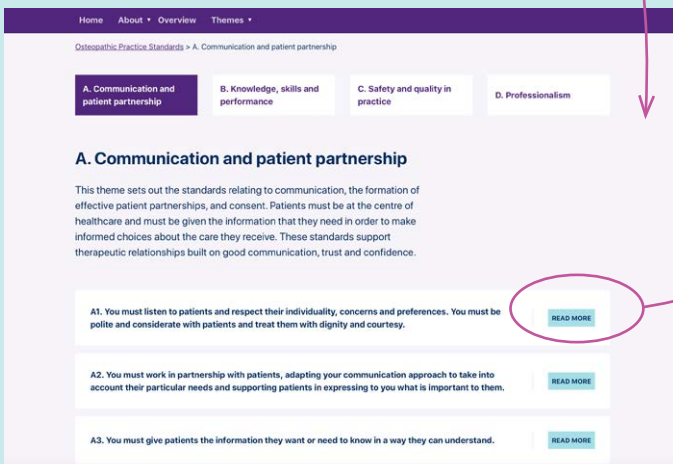 Home About ▾ Overview Themes ▾
Osteopathic Practice Standards > A. Communication and patient partnership
A. Communication and
patient partnership
B. Knowledge, skills and
performance
C. Safety and quality in
practice
D. Professionalism
A. Communication and patient partnership
This theme sets out the standards relating to communication, the formation of
effective patient partnerships, and consent. Patients must be at the centre of
healthcare and must be given the information that they need in order to make
informed choices about the care they receive. These standards support
therapeutic relationships built on good communication, trust and confidence.
A1. You must listen to patients and respect their individuality, concerns and preferences. You must be
polite and considerate with patients and treat them with dignity and courtesy.
READ MORE
A2. You must work in partnership with patients, adapting your communication approach to take into
account their particular needs and supporting patients in expressing to you what is important to them.
READ MORE
A3. You must give patients the information they want or need to know in a way they can understand.
READ MORE